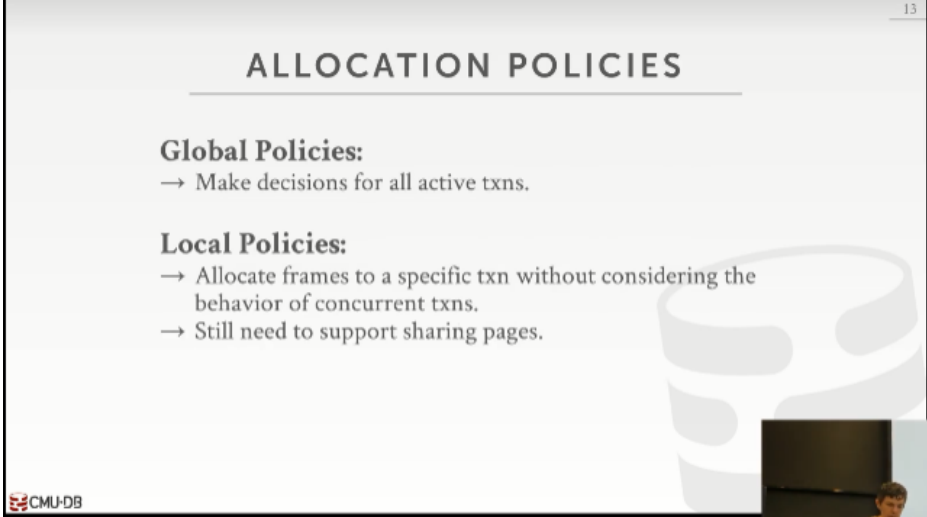 13
ALLOCATION POLICIES
Global Policies:
→ Make decisions for all active txns.
Local Policies:
→ Allocate frames to a specific txn without considering the
behavior of concurrent txns.
→ Still need to support sharing pages.
CMU·DB